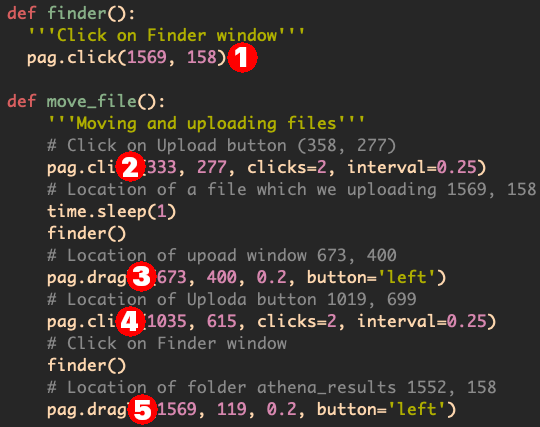 def finder():
'''Click on Finder window'''
pag.click(1569, 158) 1
def move_file():
'''Moving and uploading files'''
# Click on Upload button (358, 277)
pag.cli 2 333, 277, clicks=2, interval=0.25)
# Location of a file which we uploading 1569, 158
time.sleep(1)
finder()
# Location of upoad window 673, 400
pag.drag 3 673, 400, 0.2, button='left')
# Location of Uploda button 1019, 699
pag.cli 4 1035, 615, clicks=2, interval=0.25)
# Click on Finder window
finder()
# Location of folder athena_results 1552, 158
pag.drag 5 1569, 119, 0.2, button='left')